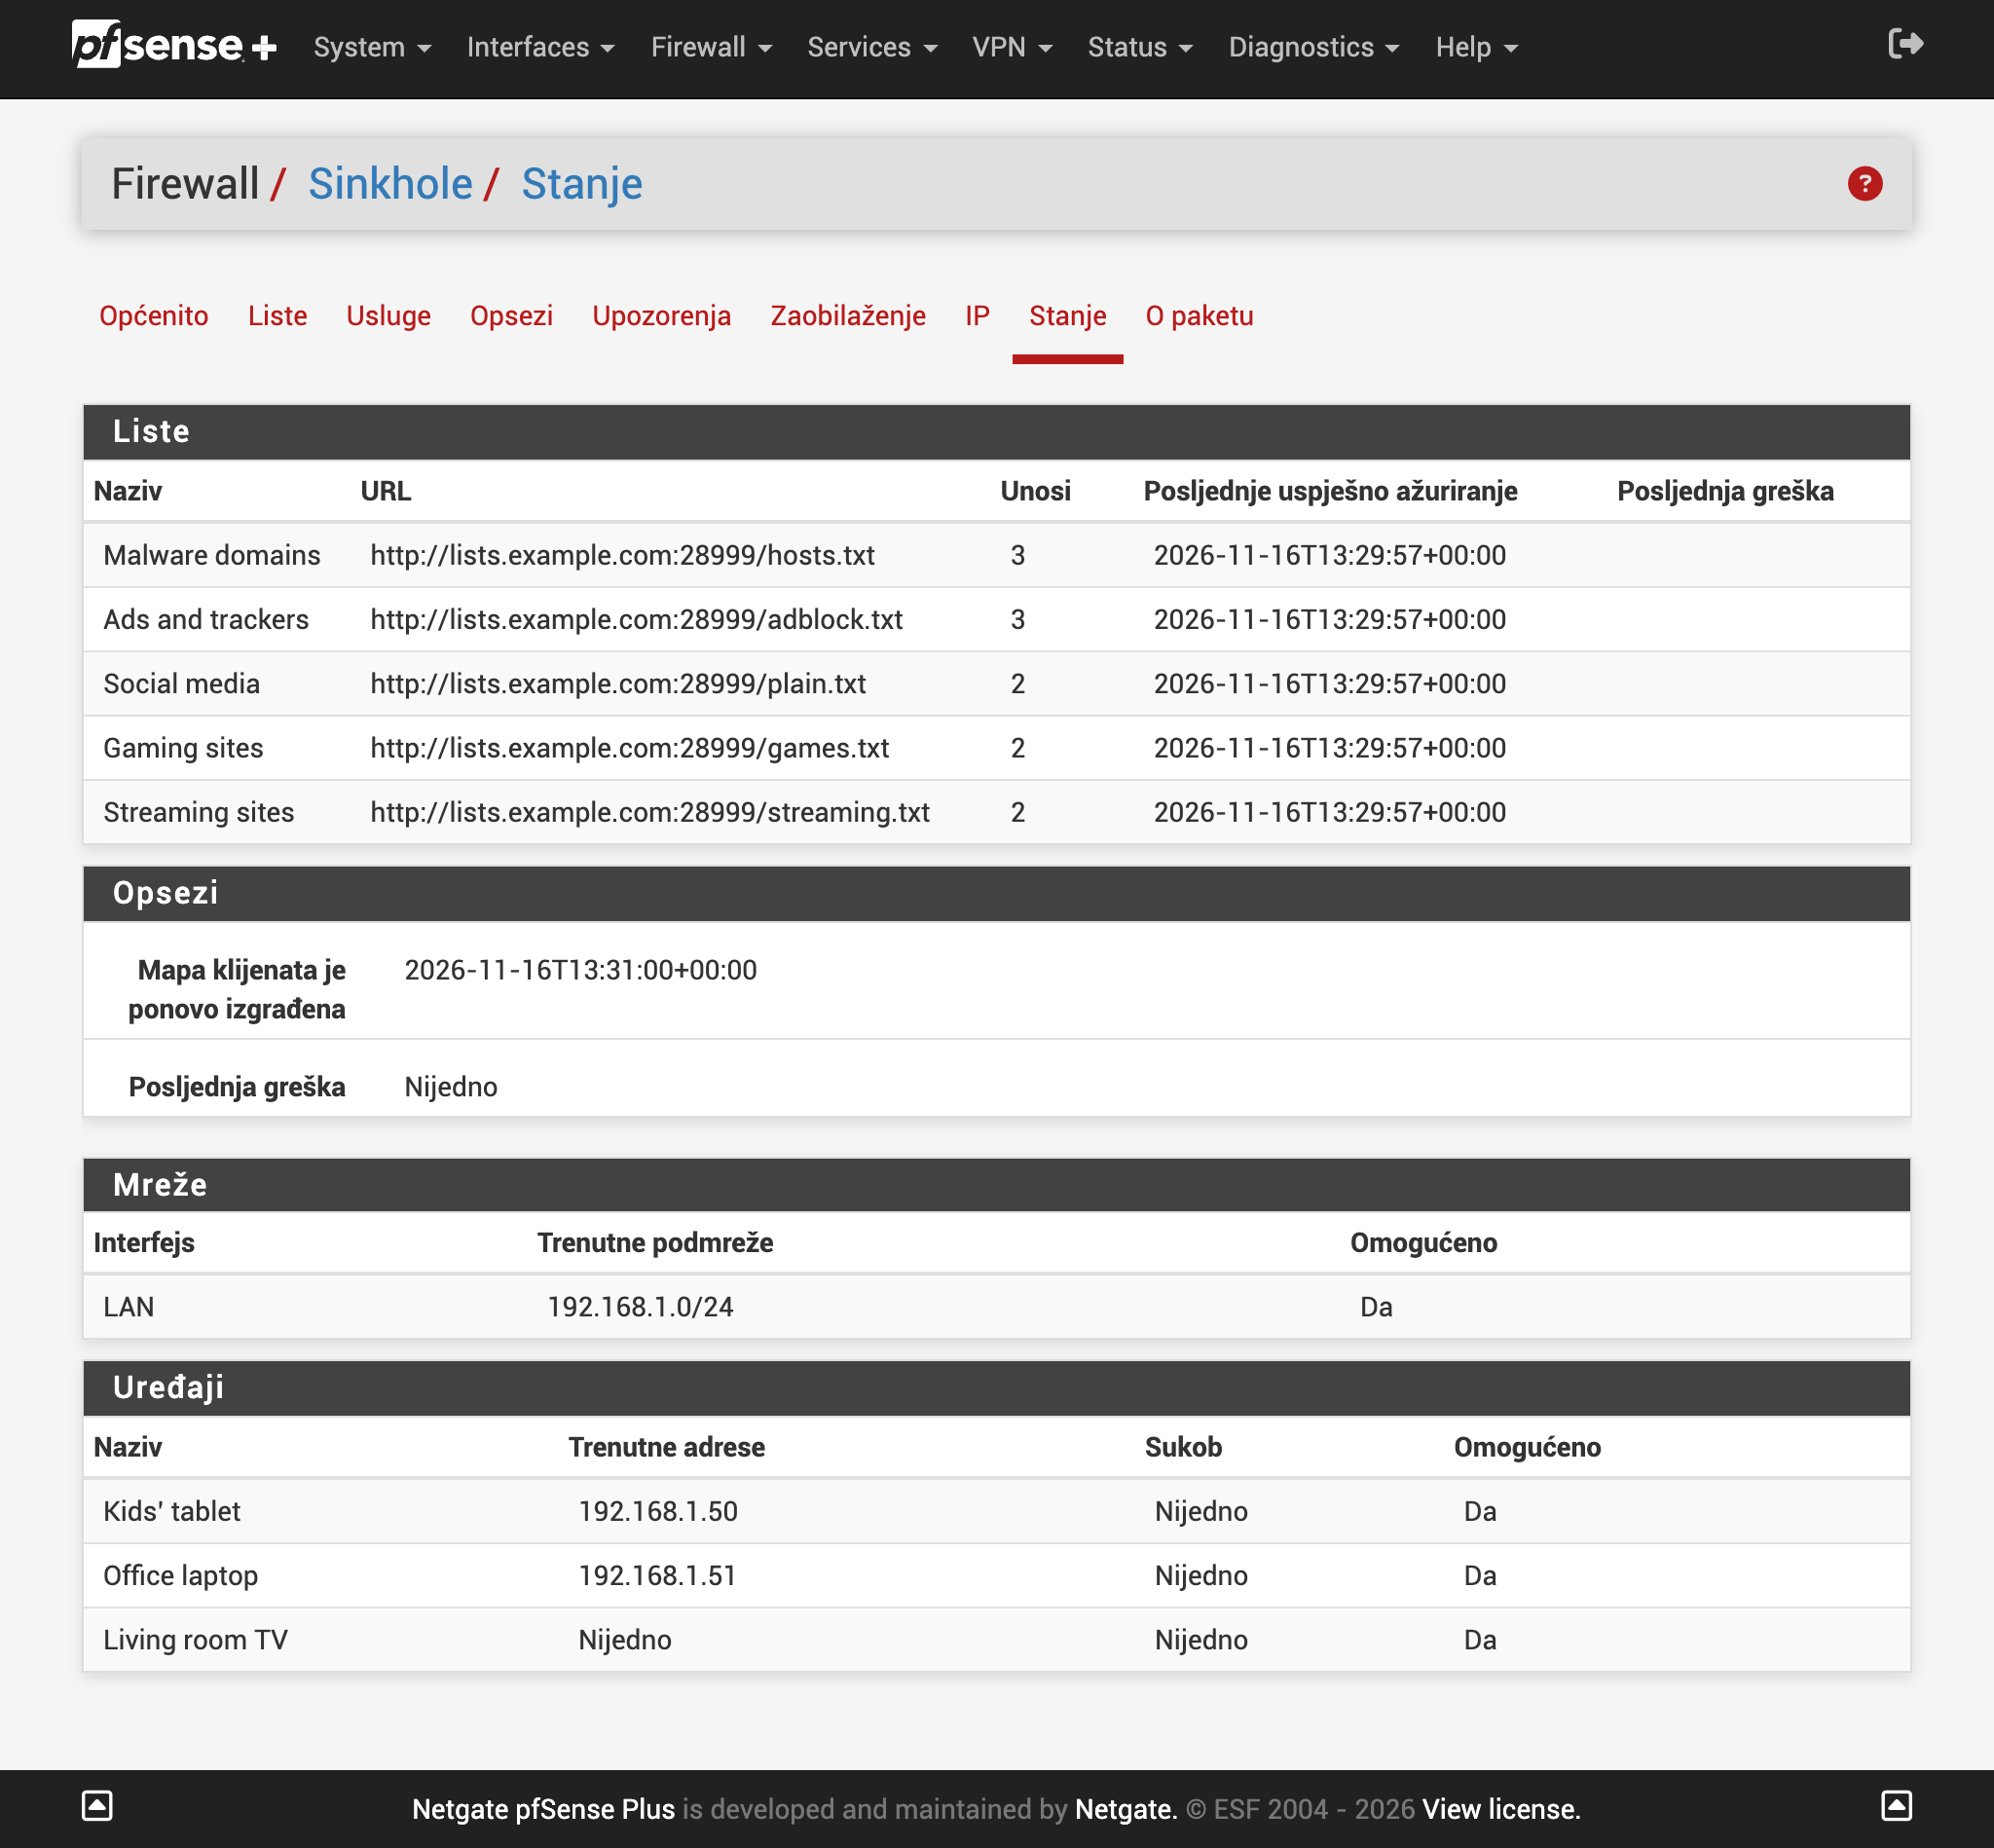 pfsense+ System Interfaces Firewall Services VPN Status Diagnostics Help
Firewall / Sinkhole / Stanje
Općenito Liste Usluge Opsezi Upozorenja Zaobilaženje IP Stanje O paketu
Liste
Naziv URL Unosi Posljednje uspješno ažuriranje Posljednja greška
Malware domains http://lists.example.com:28999/hosts.txt 3 2026-11-16T13:29:57+00:00
Ads and trackers http://lists.example.com:28999/adblock.txt 3 2026-11-16T13:29:57+00:00
Social media http://lists.example.com:28999/plain.txt 2 2026-11-16T13:29:57+00:00
Gaming sites http://lists.example.com:28999/games.txt 2 2026-11-16T13:29:57+00:00
Streaming sites http://lists.example.com:28999/streaming.txt 2 2026-11-16T13:29:57+00:00
Opsezi
Mapa klijenata je 2026-11-16T13:31:00+00:00
ponovo izgrađena
Posljednja greška Nijedno
Mreže
Interfejs Trenutne podmreže Omogućeno
LAN 192.168.1.0/24 Da
Uređaji
Naziv Trenutne adrese Sukob Omogućeno
Kids' tablet 192.168.1.50 Nijedno Da
Office laptop 192.168.1.51 Nijedno Da
Living room TV Nijedno Nijedno Da
Netgate pfSense Plus is developed and maintained by Netgate. © ESF 2004 - 2026 View license.